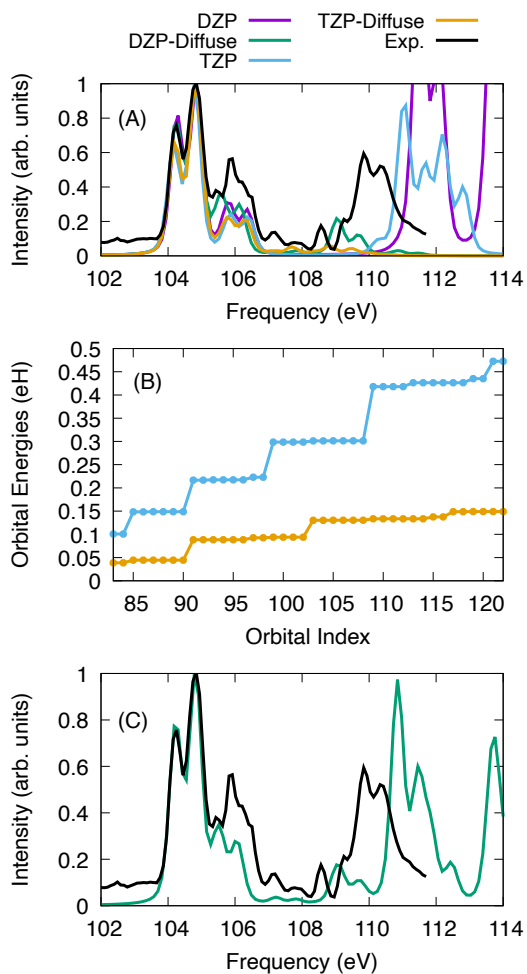 DZP
DZP-Diffuse
TZP
TZP-Diffuse
Exp.
(A)
Intensity (arb. units)
1
0.8
0.6
0.4
0.2
0
102 104 106 108 110 112 114
Frequency (eV)
(B)
Orbital Energies (eH)
0.5
0.45
0.4
0.35
0.3
0.25
0.2
0.15
0.1
0.05
0
85 90 95 100 105 110 115 120
Orbital Index
(C)
Intensity (arb. units)
1
0.8
0.6
0.4
0.2
0
102 104 106 108 110 112 114
Frequency (eV)